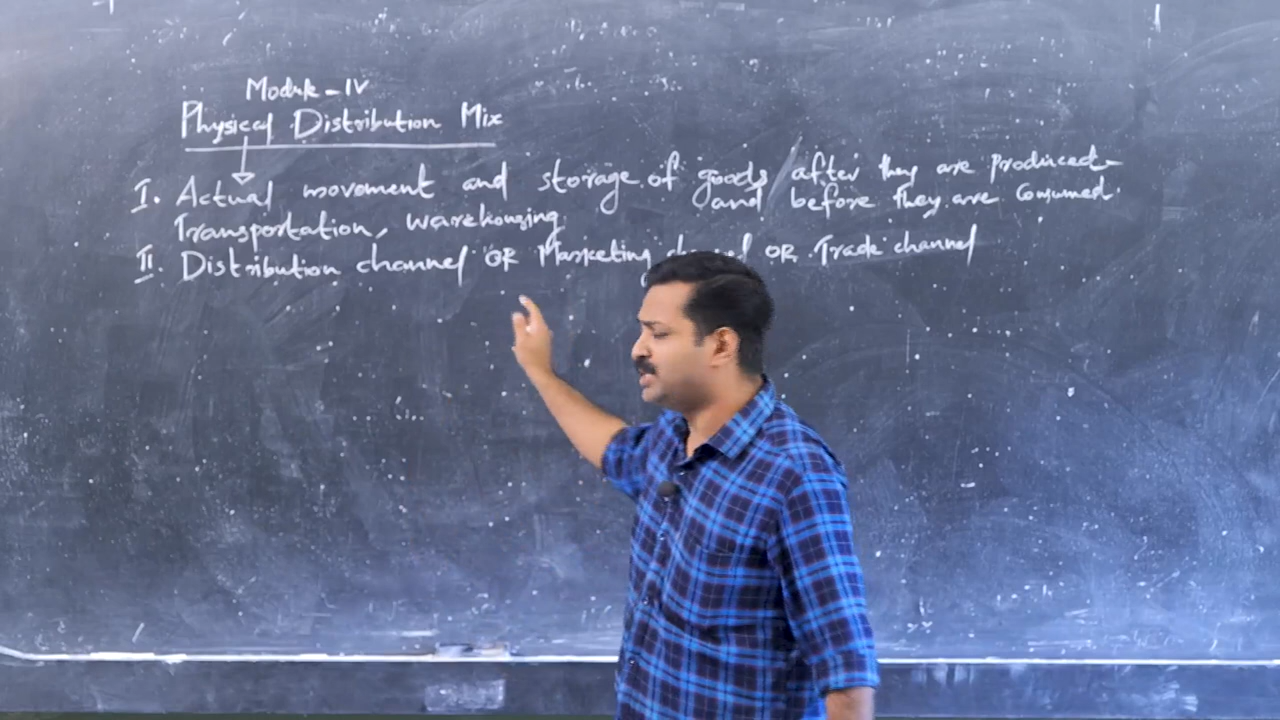 Module - IV
Physical Distribution Mix
I. Actual movement and storage of goods after they are produced
and before they are consumed.
Transportation, warehousing
II. Distribution channel OR Marketing OR Trade channel